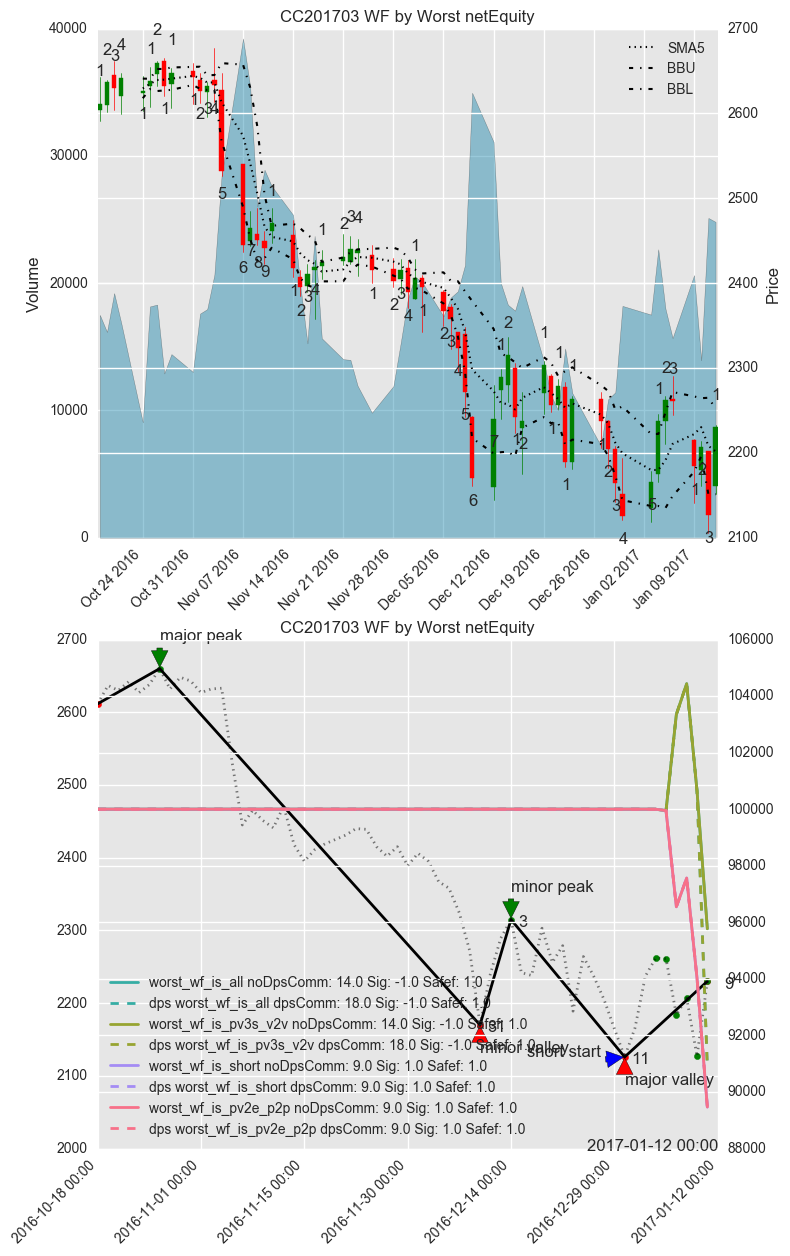 CC201703 WF by Worst netEquity
40000
30000
20000
10000
0
Volume
2700
2600
2500
2400
2300
2200
2100
Price
SMA5
BBU
BBL
Oct 24 2016
Oct 31 2016
Nov 07 2016
Nov 14 2016
Nov 21 2016
Nov 28 2016
Dec 05 2016
Dec 12 2016
Dec 19 2016
Dec 26 2016
Jan 02 2017
Jan 09 2017
CC201703 WF by Worst netEquity
2700
2600
2500
2400
2300
2200
2100
2000
106000
104000
102000
100000
98000
96000
94000
92000
90000
88000
major peak
minor peak
3
31
minor valley
short start
11
major valley
9
worst_wf_is_all noDpsComm: 14.0 Sig: -1.0 Safef: 1.0
dps worst_wf_is_all dpsComm: 18.0 Sig: -1.0 Safef: 1.0
worst_wf_is_pv3s_v2v noDpsComm: 14.0 Sig: -1.0 Safef: 1.0
dps worst_wf_is_pv3s_v2v dpsComm: 18.0 Sig: -1.0 Safef: 1.0
worst_wf_is_short noDpsComm: 9.0 Sig: 1.0 Safef: 1.0
dps worst_wf_is_short dpsComm: 9.0 Sig: 1.0 Safef: 1.0
worst_wf_is_pv2e_p2p noDpsComm: 9.0 Sig: 1.0 Safef: 1.0
dps worst_wf_is_pv2e_p2p dpsComm: 9.0 Sig: 1.0 Safef: 1.0
2017-01-12 00:00
2016-10-18 00:00
2016-11-01 00:00
2016-11-15 00:00
2016-11-30 00:00
2016-12-14 00:00
2016-12-29 00:00
2017-01-12 00:00